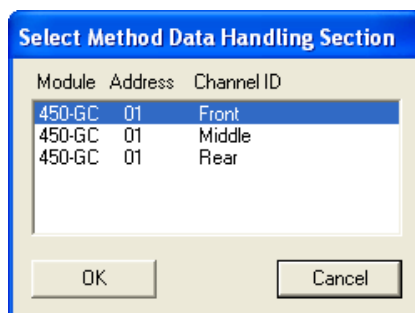 Select Method Data Handling Section
Module Address Channel ID
450-GC 01 Front
450-GC 01 Middle
450-GC 01 Rear
OK Cancel